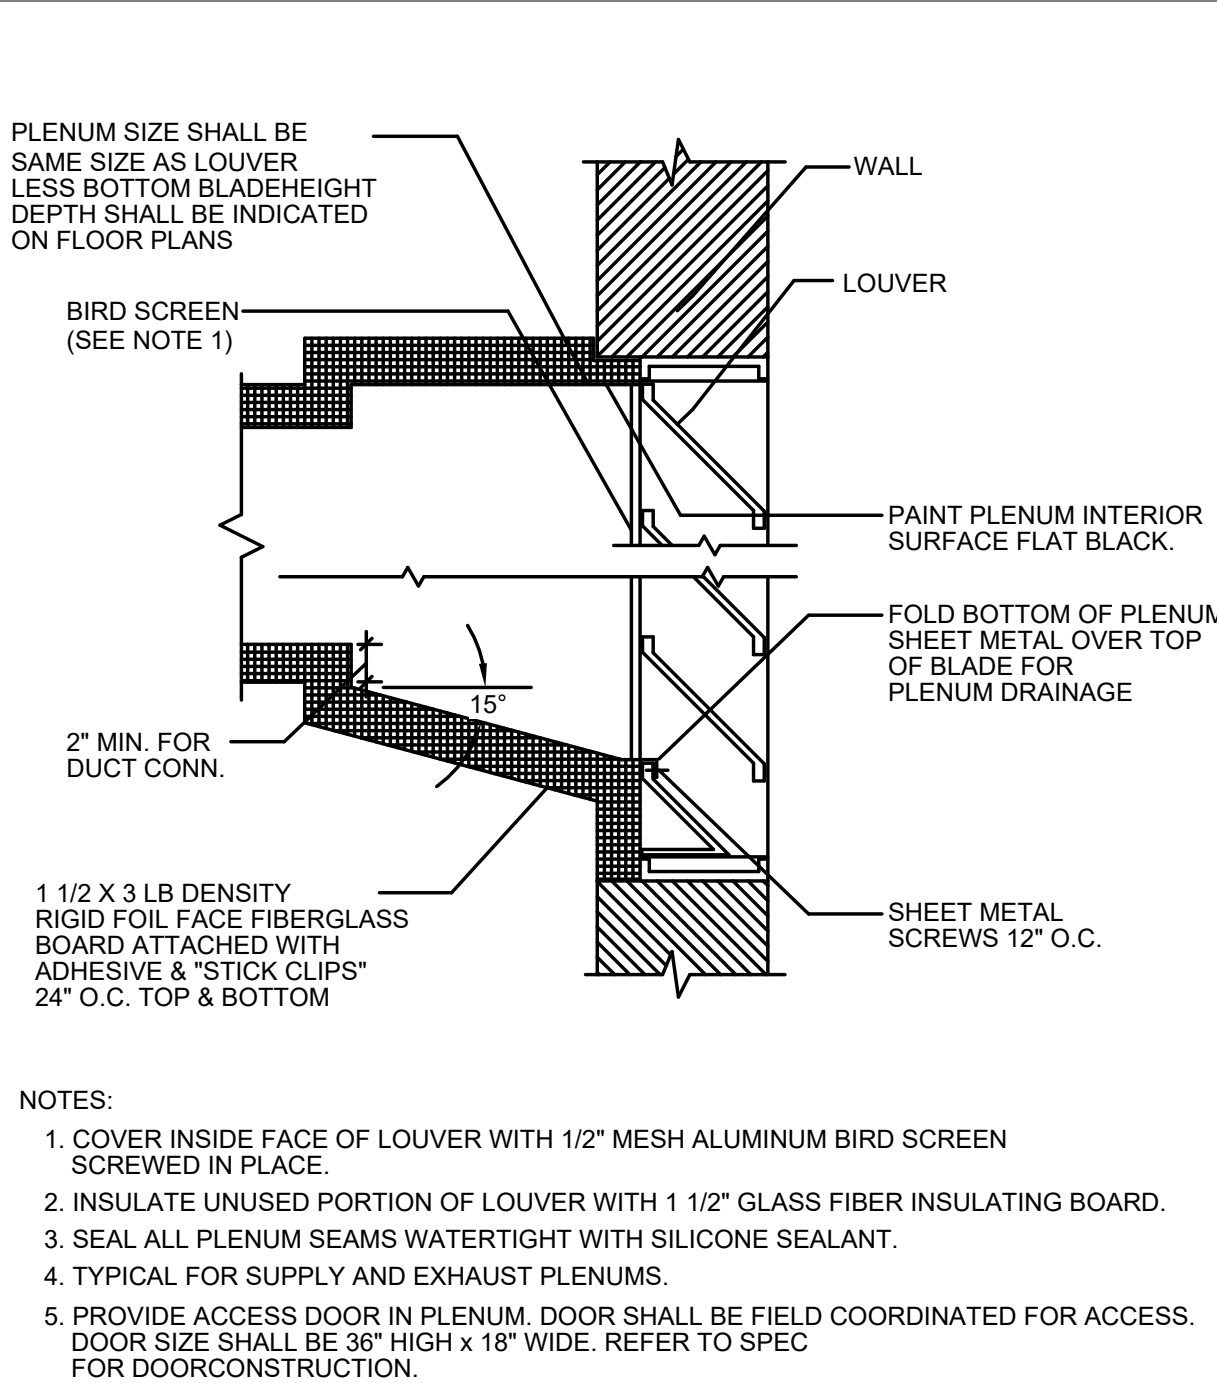 PLENUM SIZE SHALL BE
SAME SIZE AS LOUVER
LESS BOTTOM BLADEHEIGHT
DEPTH SHALL BE INDICATED
ON FLOOR PLANS
WALL
LOUVER
BIRD SCREEN
(SEE NOTE 1)
PAINT PLENUM INTERIOR
SURFACE FLAT BLACK.
FOLD BOTTOM OF PLENUM
SHEET METAL OVER TOP
OF BLADE FOR
PLENUM DRAINAGE
15°
2" MIN. FOR
DUCT CONN.
1 1/2 X 3 LB DENSITY
RIGID FOIL FACE FIBERGLASS
BOARD ATTACHED WITH
ADHESIVE & "STICK CLIPS"
24" O.C. TOP & BOTTOM
SHEET METAL
SCREWS 12" O.C.
NOTES:
1. COVER INSIDE FACE OF LOUVER WITH 1/2" MESH ALUMINUM BIRD SCREEN
SCREWED IN PLACE.
2. INSULATE UNUSED PORTION OF LOUVER WITH 1 1/2" GLASS FIBER INSULATING BOARD.
3. SEAL ALL PLENUM SEAMS WATERTIGHT WITH SILICONE SEALANT.
4. TYPICAL FOR SUPPLY AND EXHAUST PLENUMS.
5. PROVIDE ACCESS DOOR IN PLENUM. DOOR SHALL BE FIELD COORDINATED FOR ACCESS.
DOOR SIZE SHALL BE 36" HIGH x 18" WIDE. REFER TO SPEC
FOR DOORCONSTRUCTION.